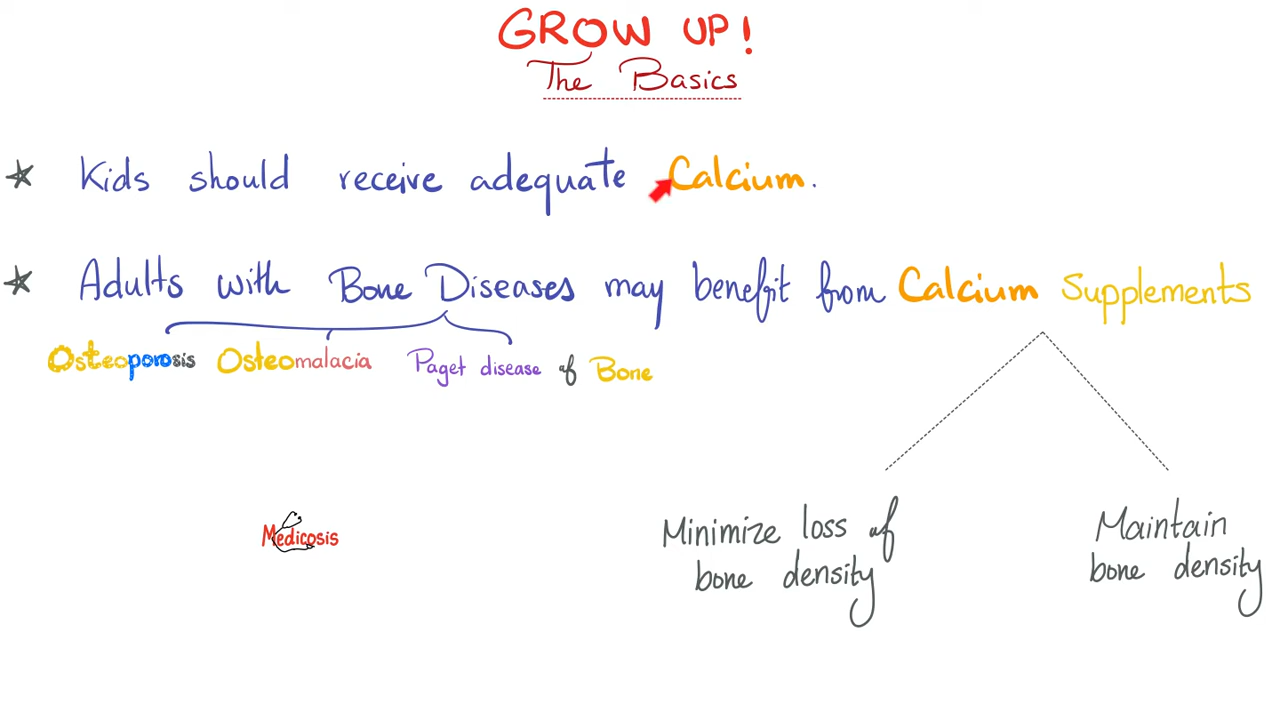 GROW UP!
The Basics
Kids should receive adequate Calcium.
Adults with Bone Diseases may benefit from Calcium Supplements
Osteoporosis Osteomalacia Paget disease of Bone
Minimize loss of
bone density
Maintain
bone density
Medicosis